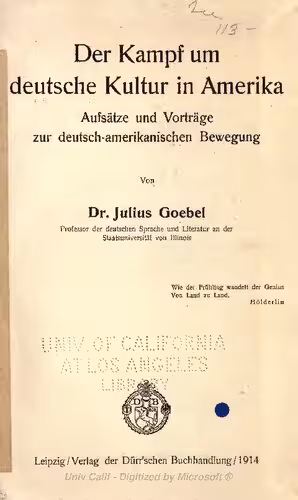 113-
Der Kampf um
deutsche Kultur in Amerika
Aufsätze und Vorträge
zur deutsch-amerikanischen Bewegung
Von
Dr. Julius Goebel
Professor der deutschen Sprache und Literatur an der
Staatsuniversität von Illinois
Wie der Frühling wandelt der Genius
Von Land zu Land.
Hölderlin
UNIV. OF CALIFORNIA
AT LOS ANGELES
LIBRARY
Leipzig / Verlag der Dürr'schen Buchhandlung / 1914
Univ Calif - Digitized by Microsoft ®